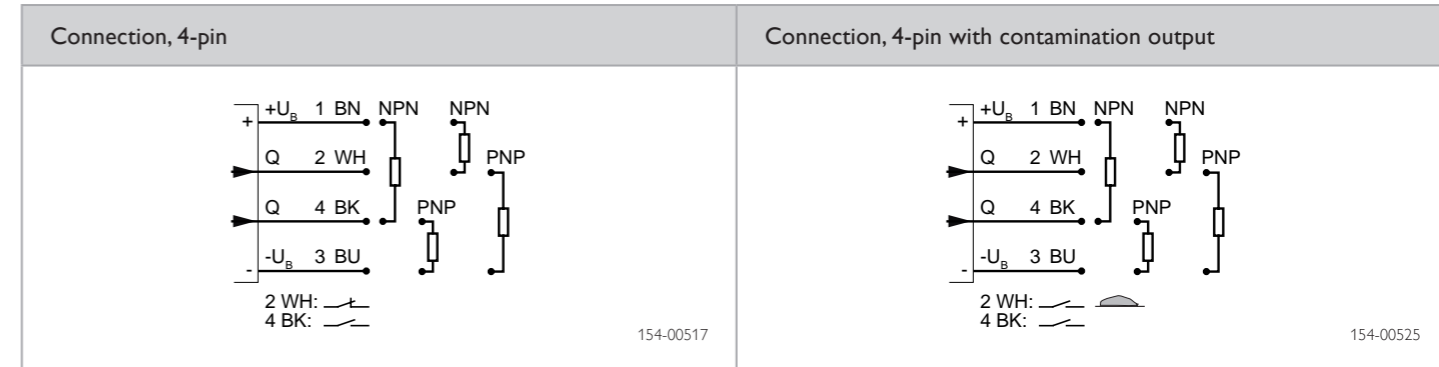 Connection, 4-pin
+U_B 1 BN NPN NPN
+
Q 2 WH PNP
Q 4 BK PNP
-U_B 3 BU
-
2 WH:
4 BK:
154-00517
Connection, 4-pin with contamination output
+U_B 1 BN NPN NPN
+
Q 2 WH PNP
Q 4 BK PNP
-U_B 3 BU
-
2 WH:
4 BK:
154-00525